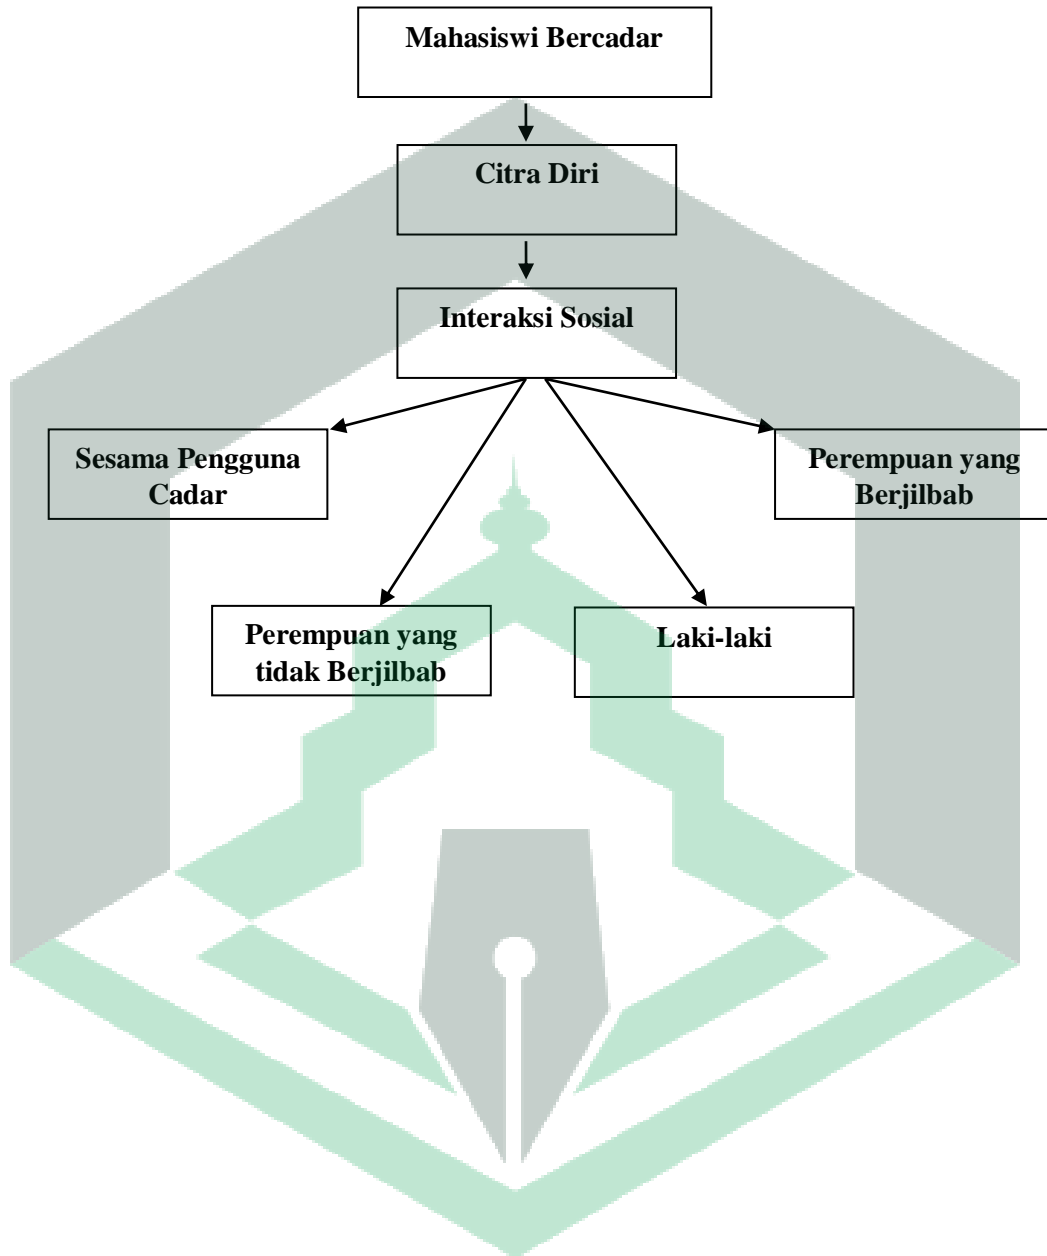 Mahasiswi Bercadar
Citra Diri
Interaksi Sosial
Sesama Pengguna
Cadar
Perempuan yang
Berjilbab
Perempuan yang
tidak Berjilbab
Laki-laki